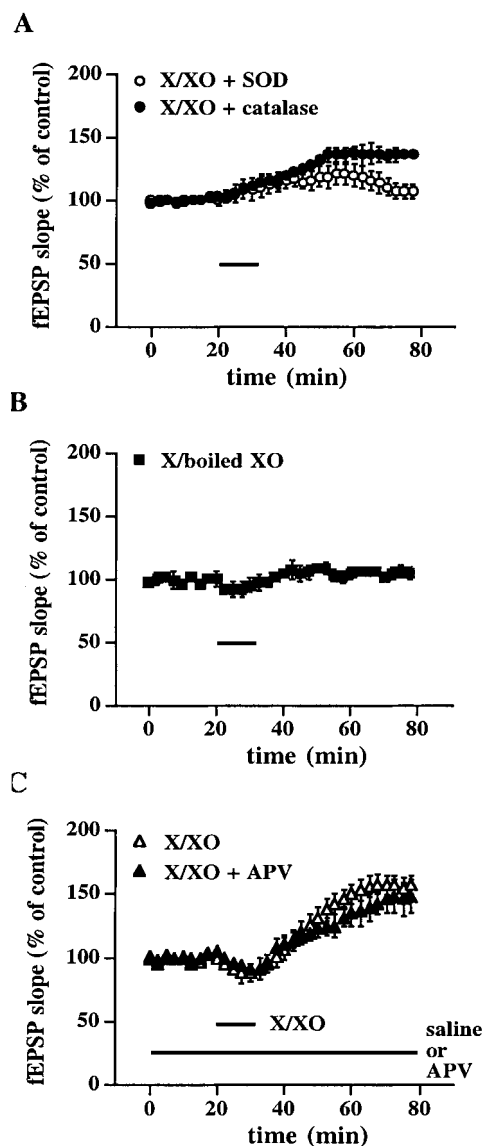 A
fEPSP slope (% of control)
200
150
100
50
0
X/XO + SOD
X/XO + catalase
0 20 40 60 80
time (min)
B
fEPSP slope (% of control)
200
150
100
50
0
X/boiled XO
0 20 40 60 80
time (min)
C
fEPSP slope (% of control)
200
150
100
50
0
X/XO
X/XO + APV
X/XO
saline
or
APV
0 20 40 60 80
time (min)